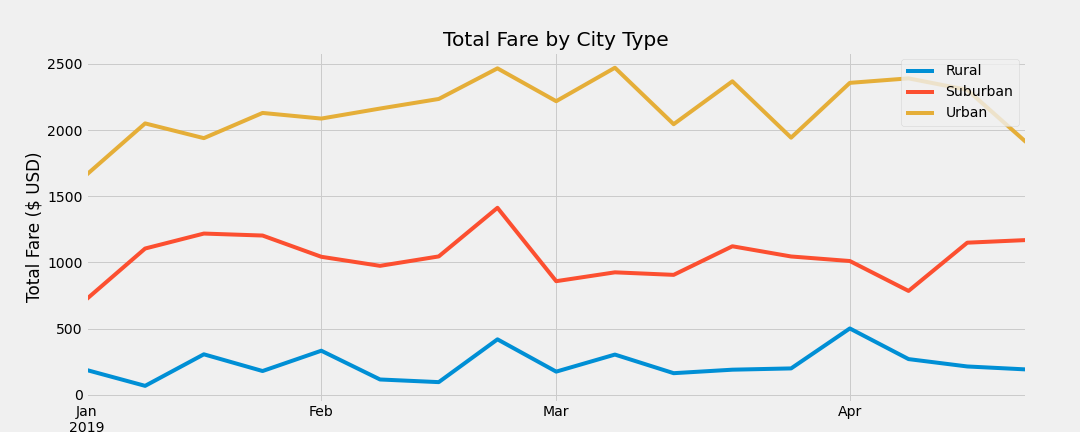 Total Fare by City Type
Total Fare ($ USD)
2500
2000
1500
1000
500
0
Jan
2019
Feb
Mar
Apr
Rural
Suburban
Urban